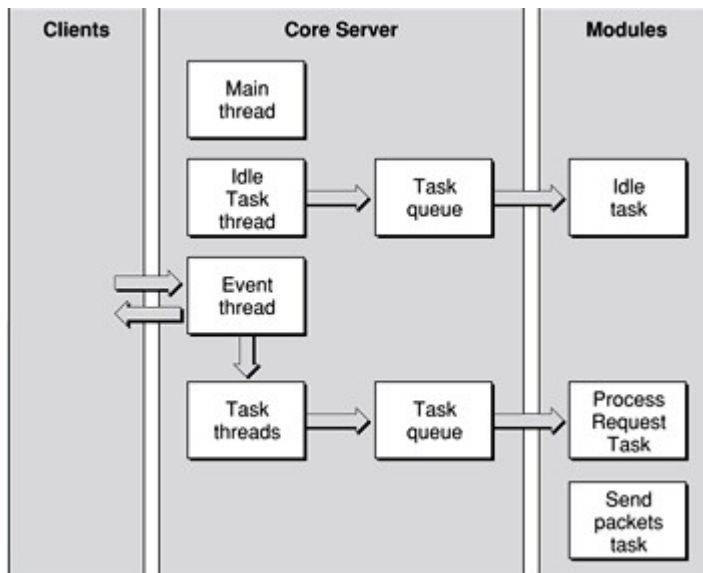 Clients
Core Server
Modules
Main
thread
Idle
Task
thread
Task
queue
Idle
task
Event
thread
Task
threads
Task
queue
Process
Request
Task
Send
packets
task